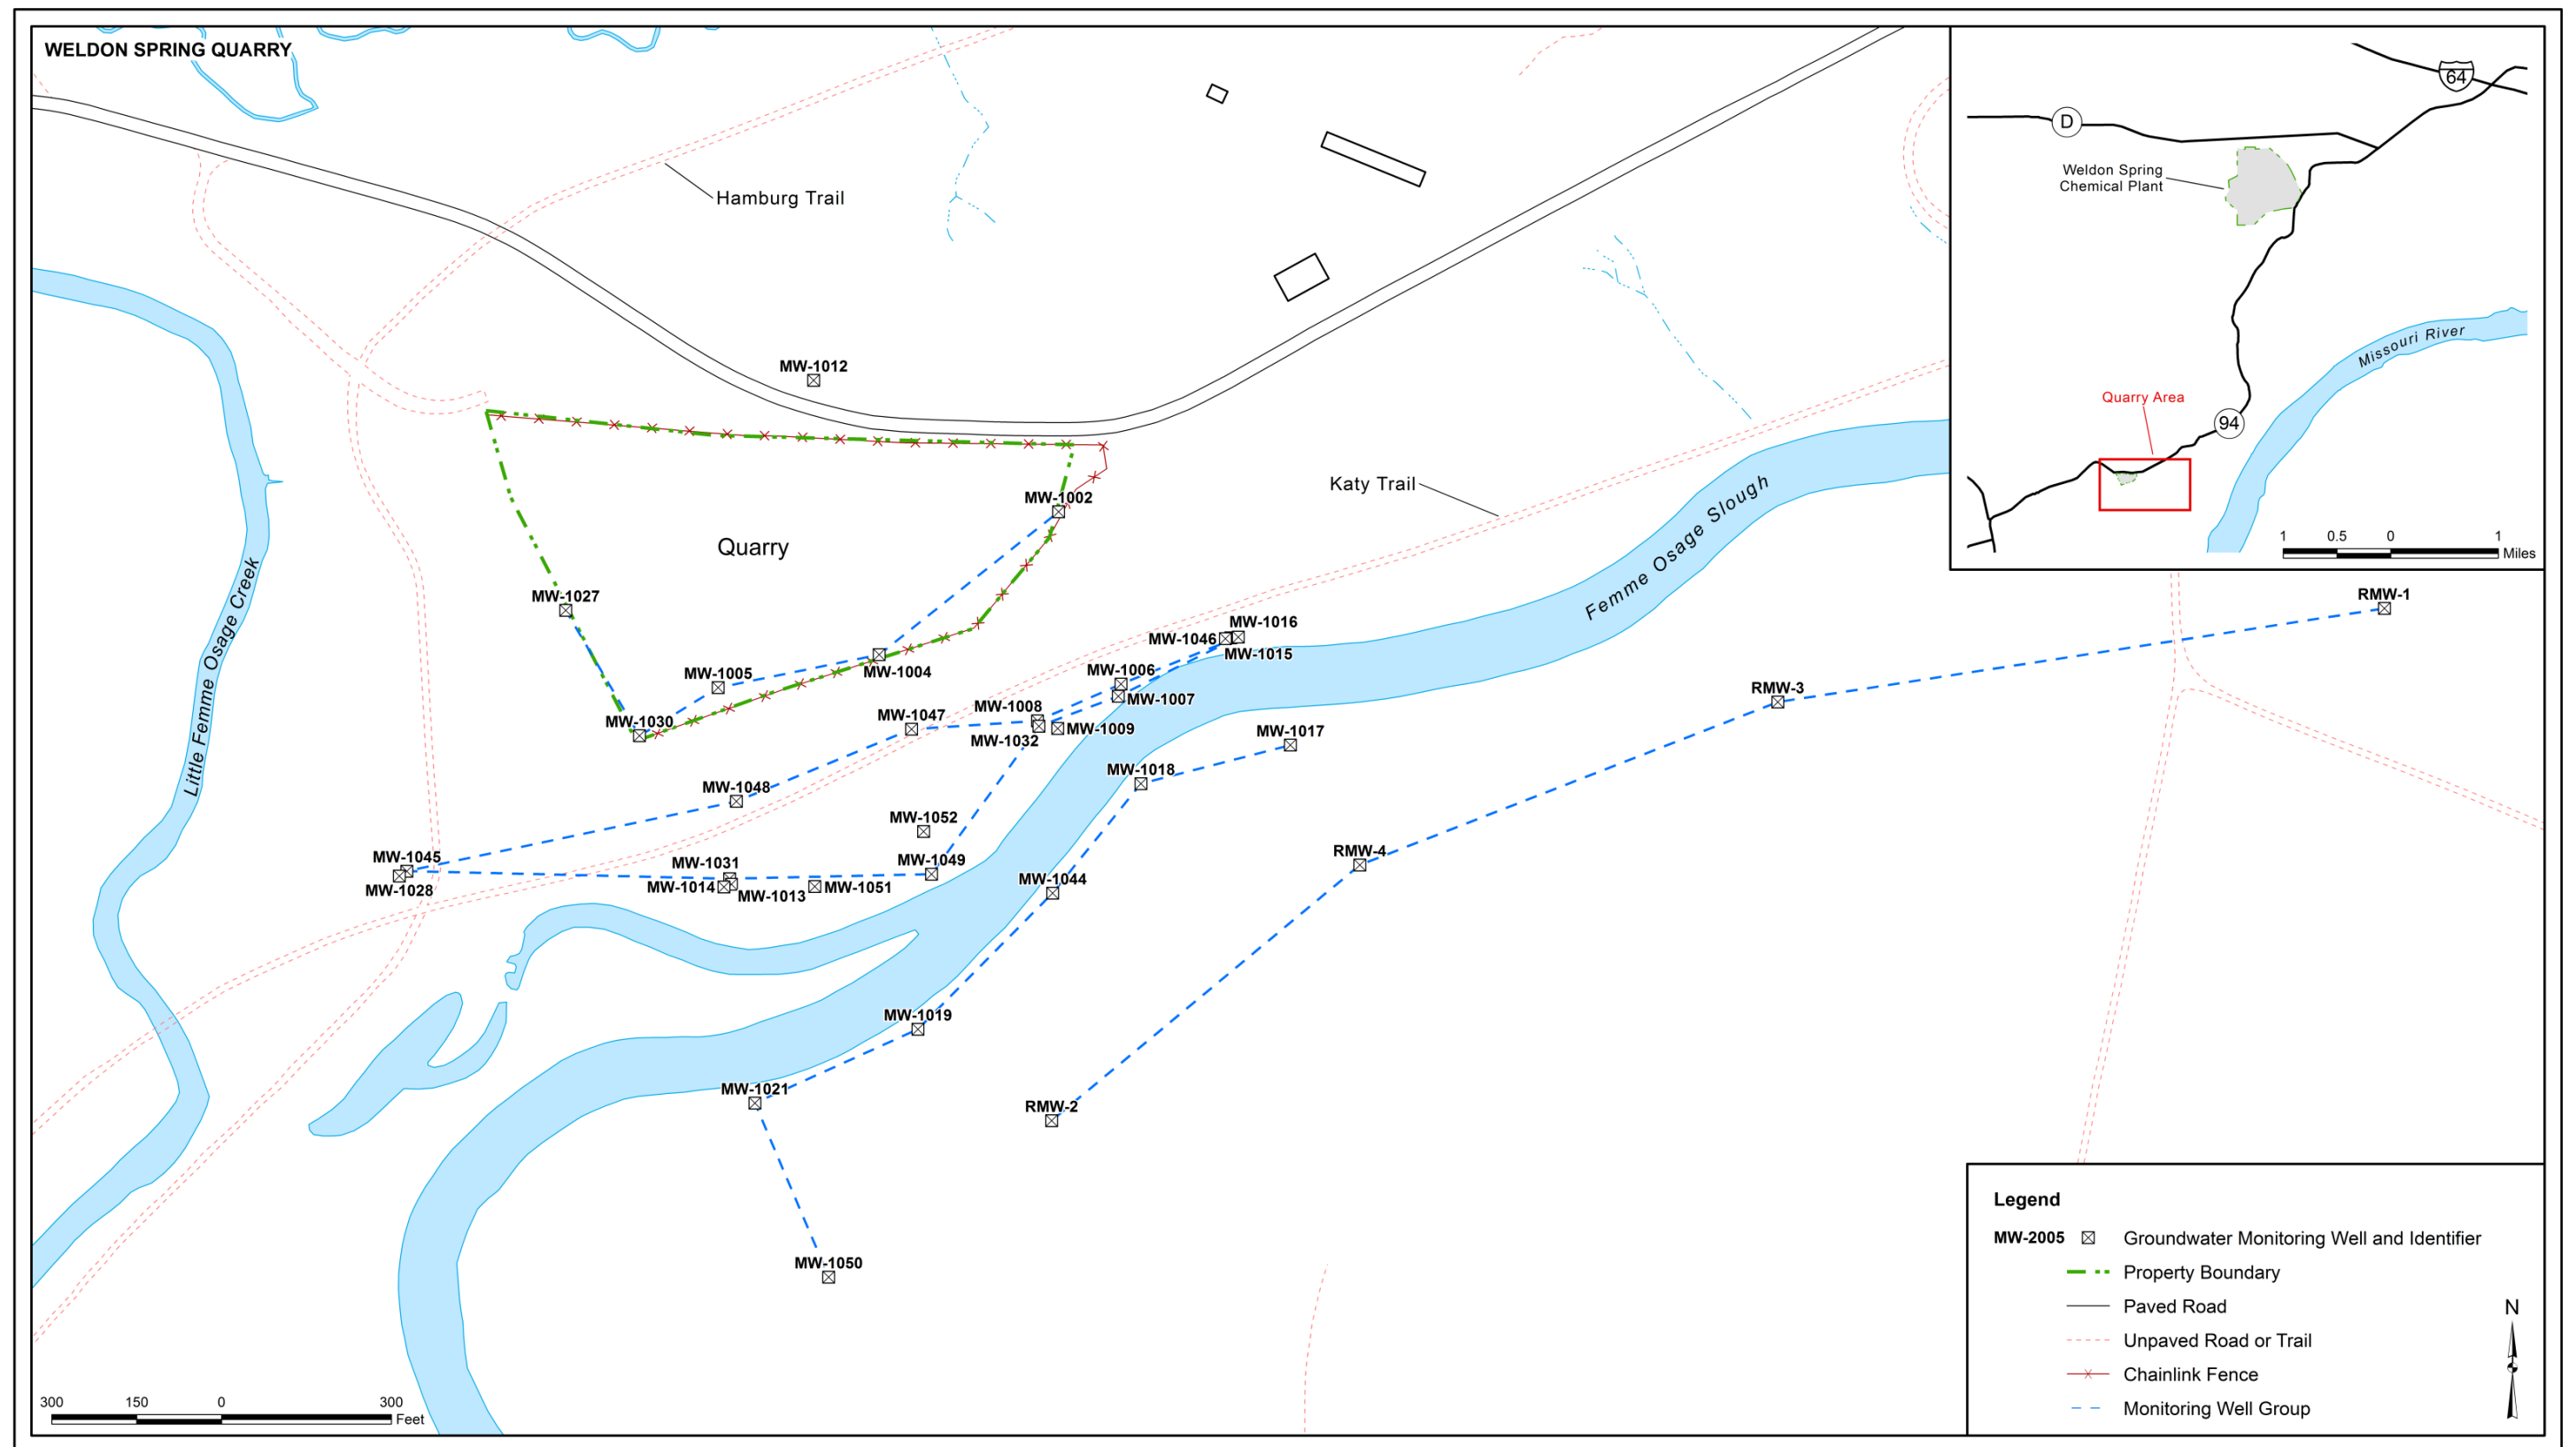 WELDON SPRING QUARRY
Hamburg Trail
MW-1012
MW-1002
Katy Trail
Quarry
Femme Osage Slough
Little Femme Osage Creek
MW-1027
MW-1005
MW-1004
MW-1030
MW-1016
MW-1046
MW-1015
MW-1006
MW-1007
MW-1008
MW-1047
MW-1032
MW-1009
MW-1017
MW-1018
MW-1048
MW-1052
MW-1045
MW-1028
MW-1031
MW-1014
MW-1013
MW-1051
MW-1049
MW-1044
MW-1019
MW-1021
MW-1050
RMW-1
RMW-3
RMW-4
RMW-2
300 150 0 300
Feet
64
D
Weldon Spring
Chemical Plant
Missouri River
Quarry Area
94
1 0.5 0 1
Miles
Legend
MW-2005 Groundwater Monitoring Well and Identifier
Property Boundary
Paved Road
Unpaved Road or Trail
Chainlink Fence
Monitoring Well Group
N